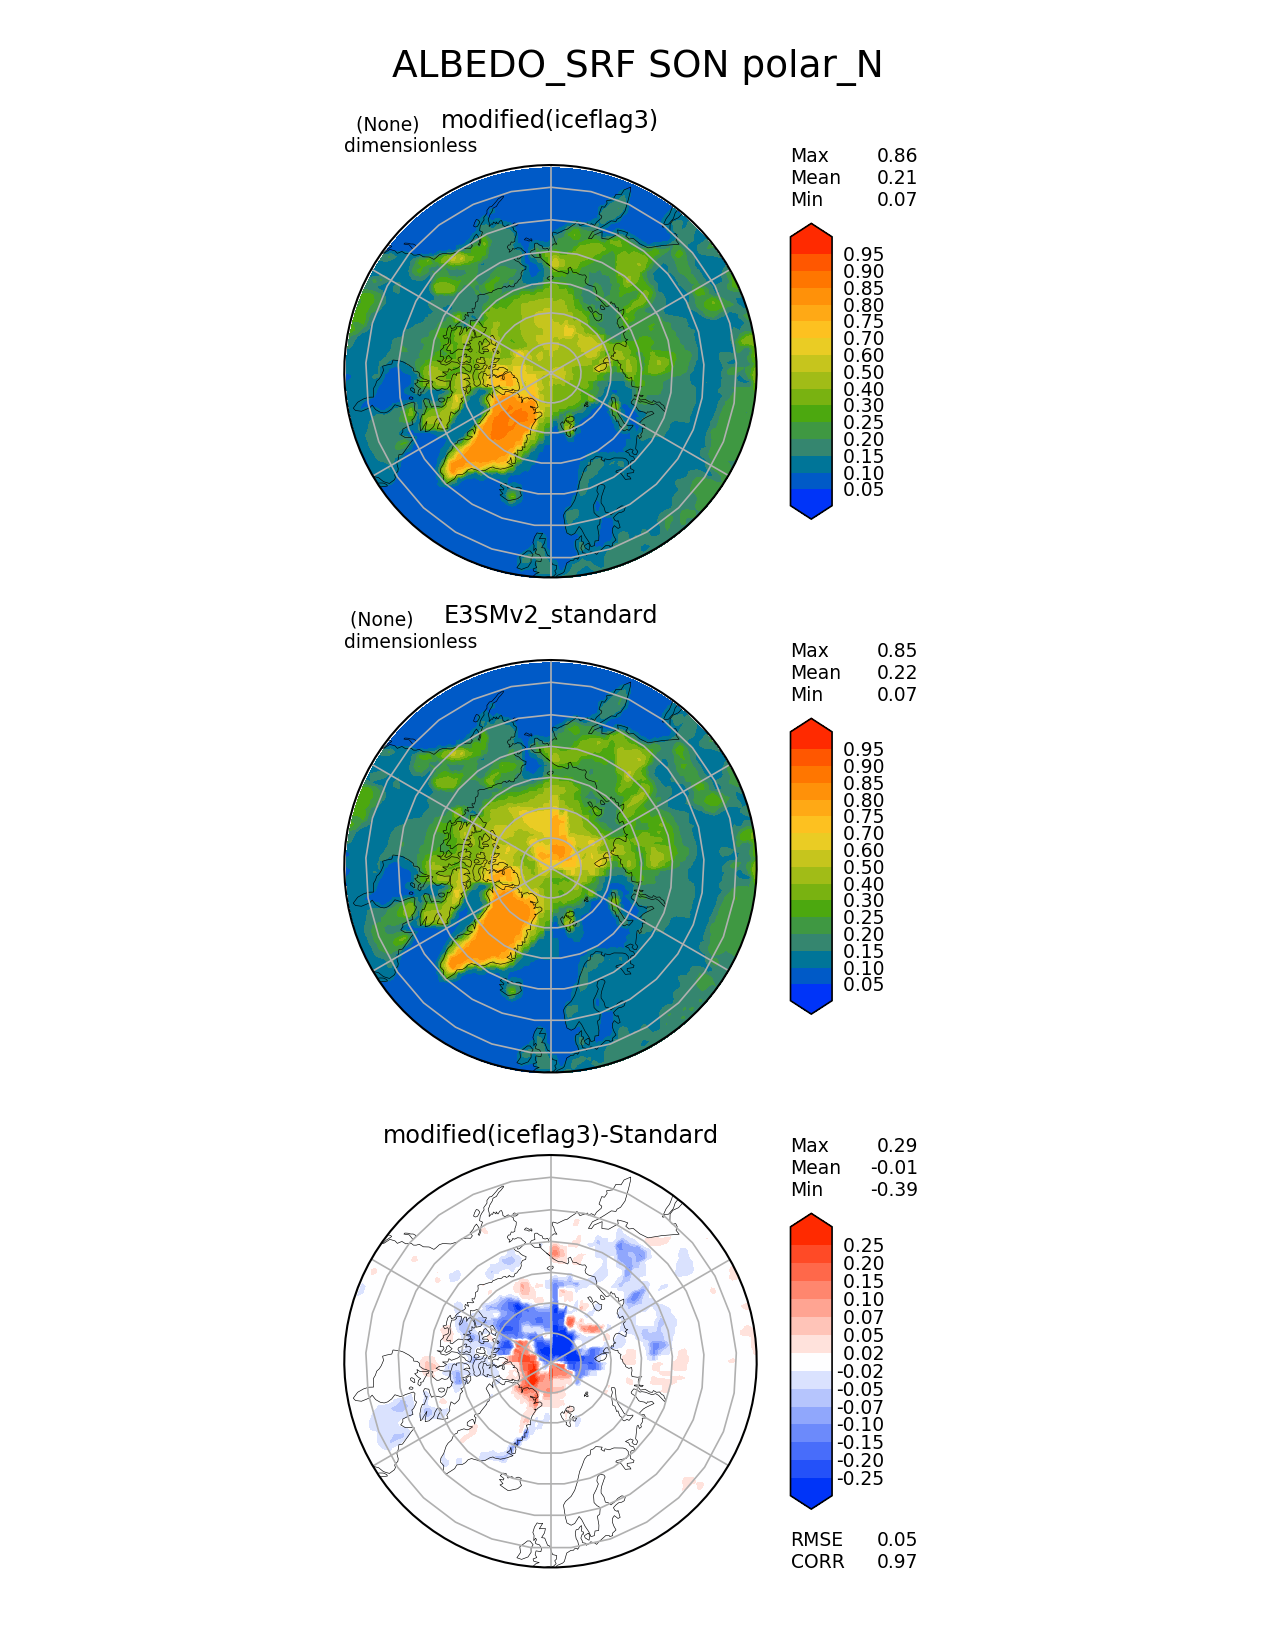 ALBEDO_SRF SON polar_N
(None) modified(iceflag3)
dimensionless
Max 0.86
Mean 0.21
Min 0.07
0.95
0.90
0.85
0.80
0.75
0.70
0.60
0.50
0.40
0.30
0.25
0.20
0.15
0.10
0.05
(None) E3SMv2_standard
dimensionless
Max 0.85
Mean 0.22
Min 0.07
0.95
0.90
0.85
0.80
0.75
0.70
0.60
0.50
0.40
0.30
0.25
0.20
0.15
0.10
0.05
modified(iceflag3)-Standard
Max 0.29
Mean -0.01
Min -0.39
0.25
0.20
0.15
0.10
0.07
0.05
0.02
-0.02
-0.05
-0.07
-0.10
-0.15
-0.20
-0.25
RMSE 0.05
CORR 0.97